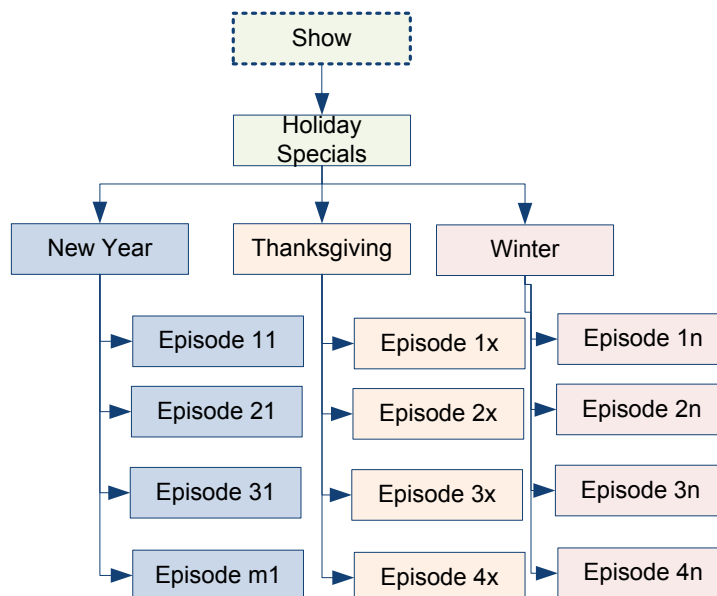 Show
Holiday
Specials
New Year
Thanksgiving
Winter
Episode 11
Episode 1x
Episode 1n
Episode 21
Episode 2x
Episode 2n
Episode 31
Episode 3x
Episode 3n
Episode m1
Episode 4x
Episode 4n